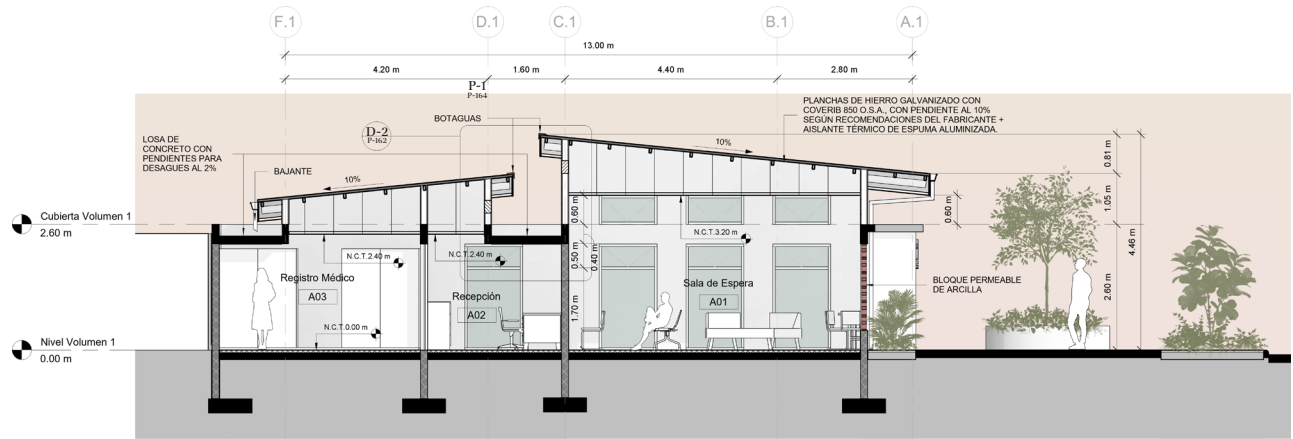 F.1
D.1
C.1
B.1
A.1
13.00 m
4.20 m
1.60 m
4.40 m
2.80 m
P-1
P-164
PLANCHAS DE HIERRO GALVANIZADO CON
COVERIB 850 O.S.A., CON PENDIENTE AL 10%
SEGÚN RECOMENDACIONES DEL FABRICANTE +
AISLANTE TÉRMICO DE ESPUMA ALUMINIZADA.
BOTAGUAS
D-2
P-162
LOSA DE
CONCRETO CON
PENDIENTES PARA
DESAGUES AL 2%
BAJANTE
10%
10%
0.81 m
1.05 m
0.60 m
4.46 m
2.60 m
Cubierta Volumen 1
2.60 m
0.60 m
0.40 m
0.50 m
1.70 m
N.C.T.3.20 m
N.C.T.2.40 m
N.C.T.2.40 m
Registro Médico
A03
Recepción
A02
Sala de Espera
A01
BLOQUE PERMEABLE
DE ARCILLA
N.C.T.0.00 m
Nivel Volumen 1
0.00 m